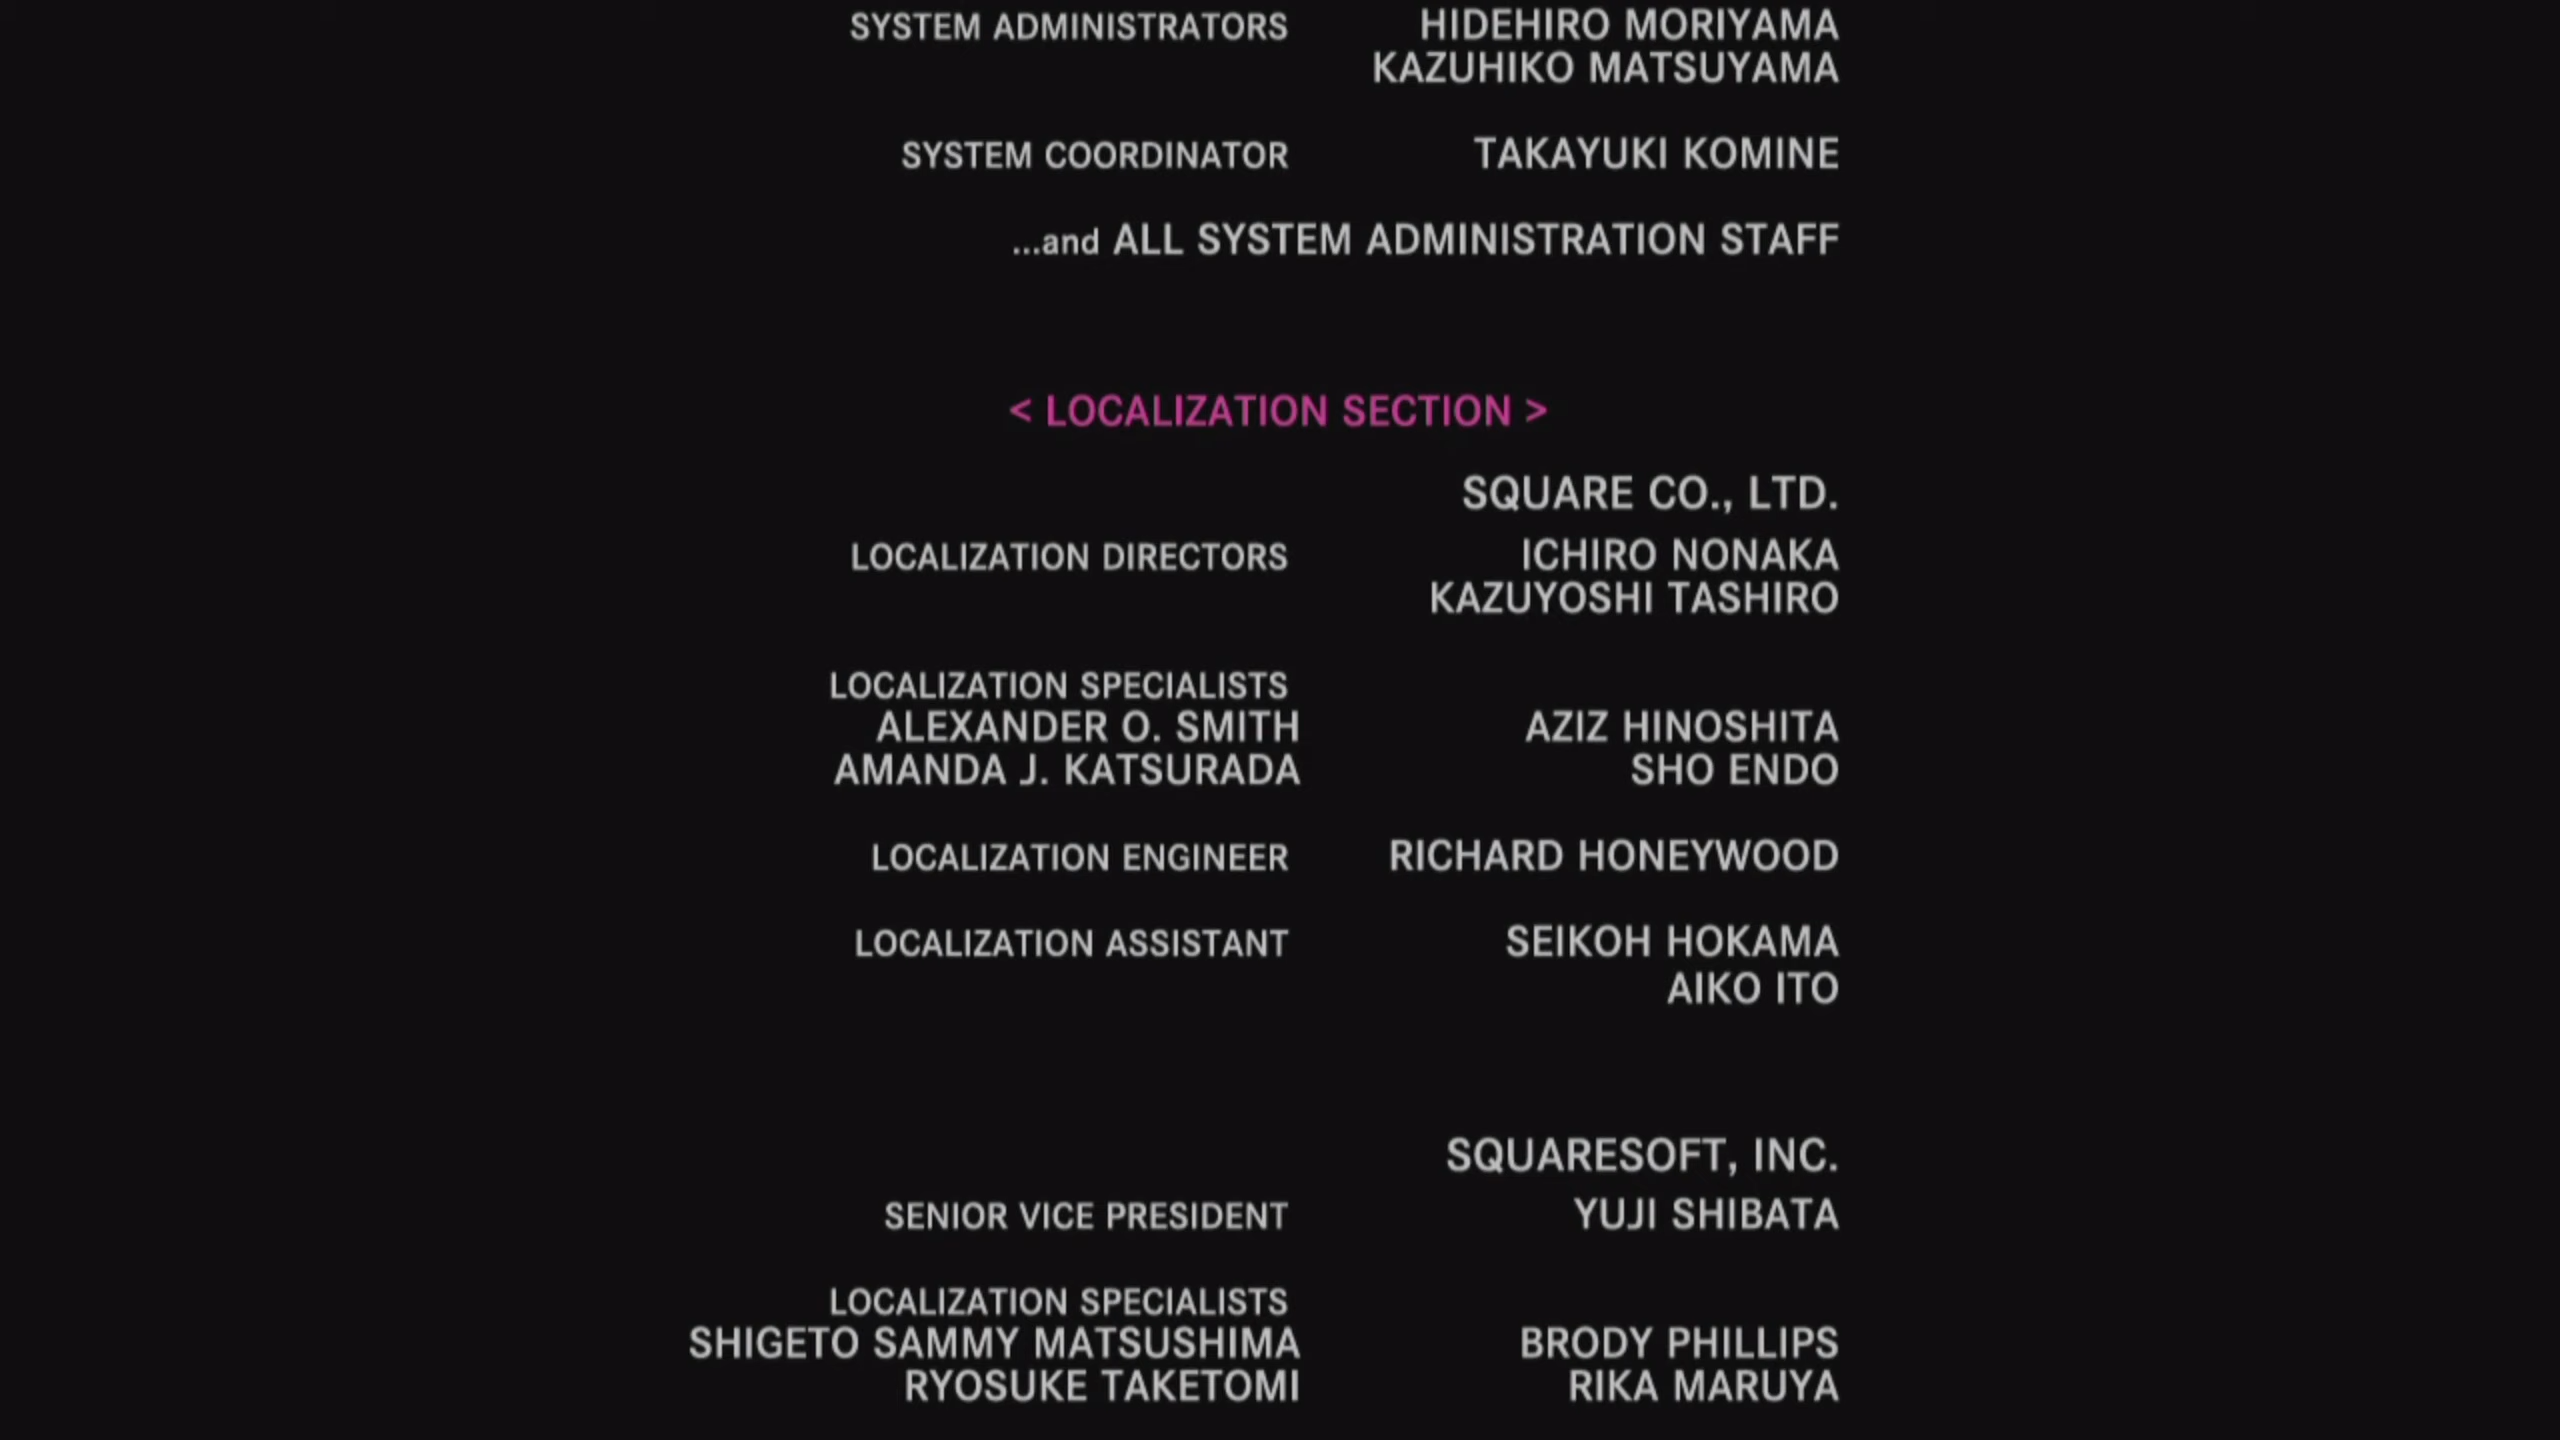 SYSTEM ADMINISTRATORS HIDEHIRO MORIYAMA
KAZUHIKO MATSUYAMA
SYSTEM COORDINATOR TAKAYUKI KOMINE
...and ALL SYSTEM ADMINISTRATION STAFF
< LOCALIZATION SECTION >
SQUARE CO., LTD.
LOCALIZATION DIRECTORS ICHIRO NONAKA
KAZUYOSHI TASHIRO
LOCALIZATION SPECIALISTS
ALEXANDER O. SMITH AZIZ HINOSHITA
AMANDA J. KATSURADA SHO ENDO
LOCALIZATION ENGINEER RICHARD HONEYWOOD
LOCALIZATION ASSISTANT SEIKOH HOKAMA
AIKO ITO
SQUARESOFT, INC.
SENIOR VICE PRESIDENT YUJI SHIBATA
LOCALIZATION SPECIALISTS
SHIGETO SAMMY MATSUSHIMA BRODY PHILLIPS
RYOSUKE TAKETOMI RIKA MARUYA